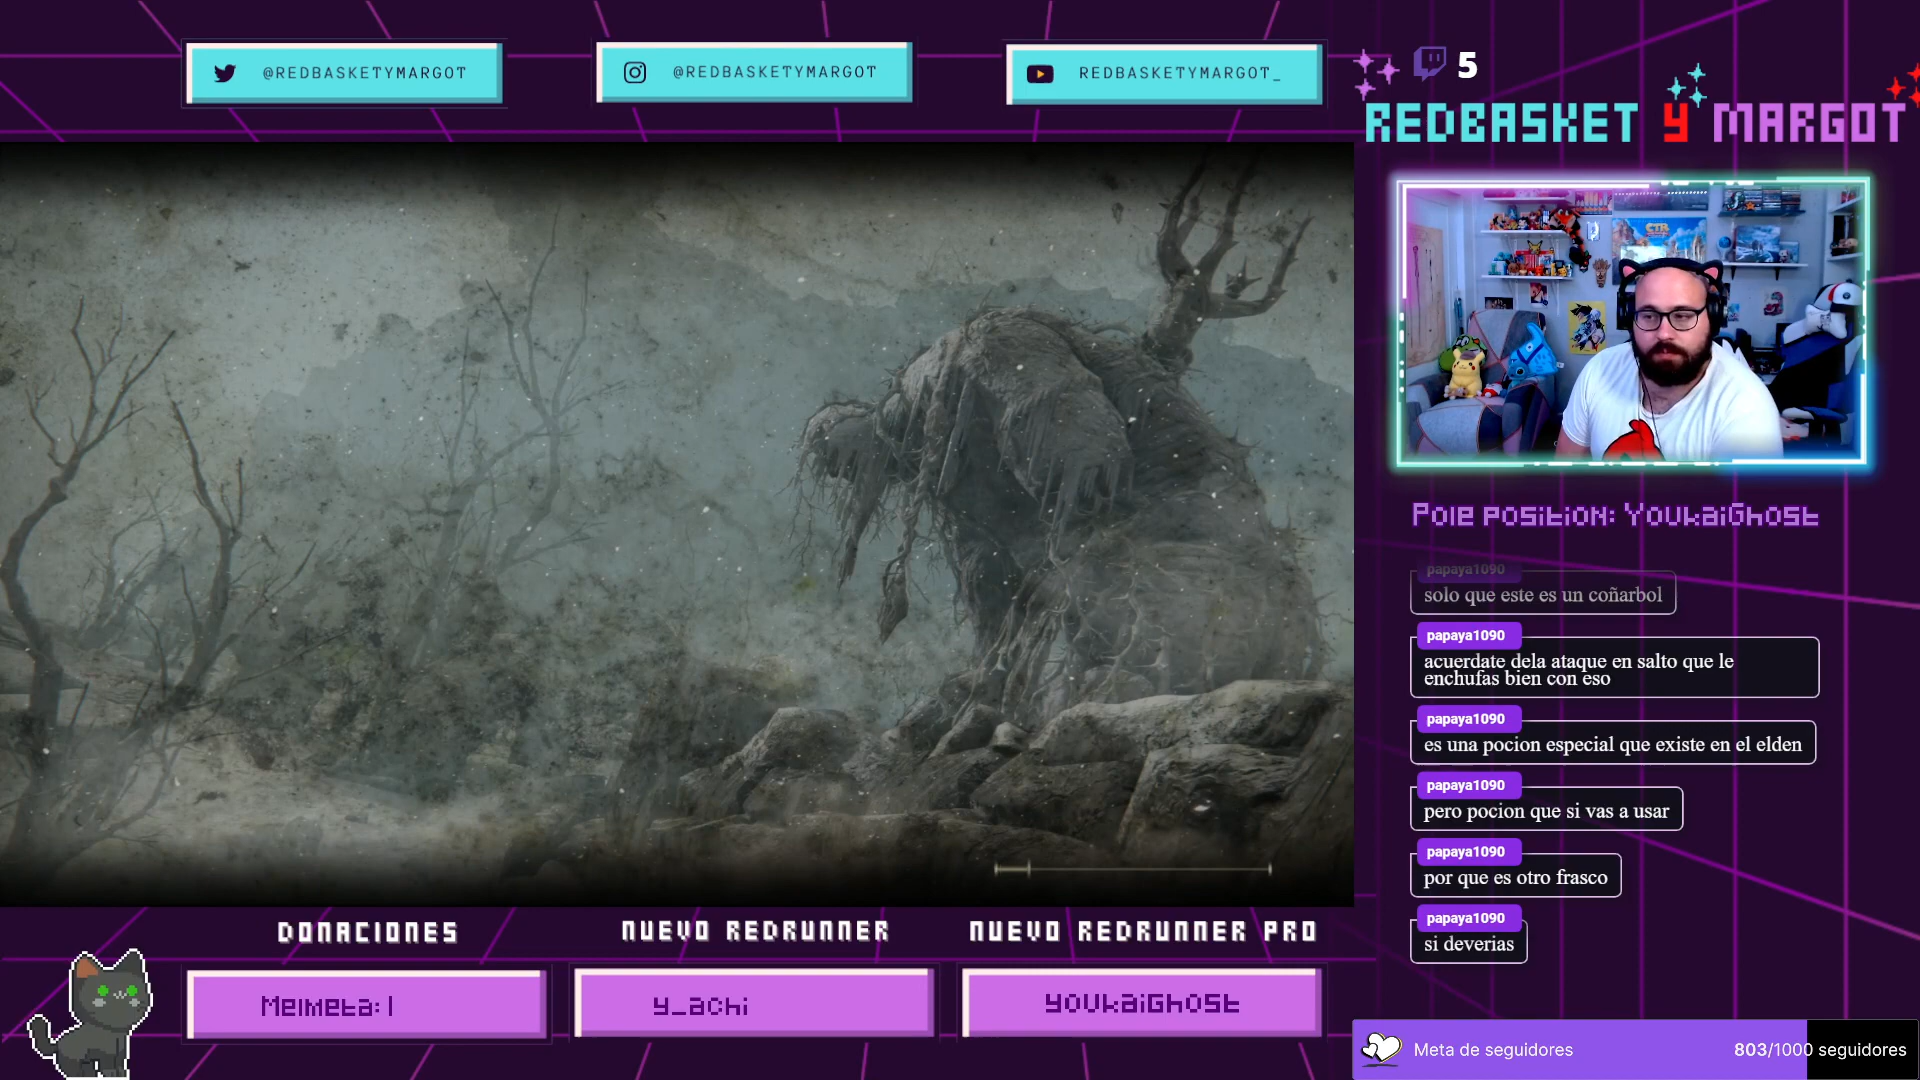 @REDBASKETYMARGOT
@REDBASKETYMARGOT
REDBASKETYMARGOT_
5
REDBASKET Y MARGOT
Pole position: YoukaiGhost
papaya1090
solo que este es un coñarbol
papaya1090
acuerdate dela ataque en salto que le
enchufas bien con eso
papaya1090
es una pocion especial que existe en el elden
papaya1090
pero pocion que si vas a usar
papaya1090
por que es otro frasco
papaya1090
si deverias
DONACIONES
NUEVO REDRUNNER
NUEVO REDRUNNER PRO
Melmeta: 1
y_achi
youkaighost
Meta de seguidores
803/1000 seguidores